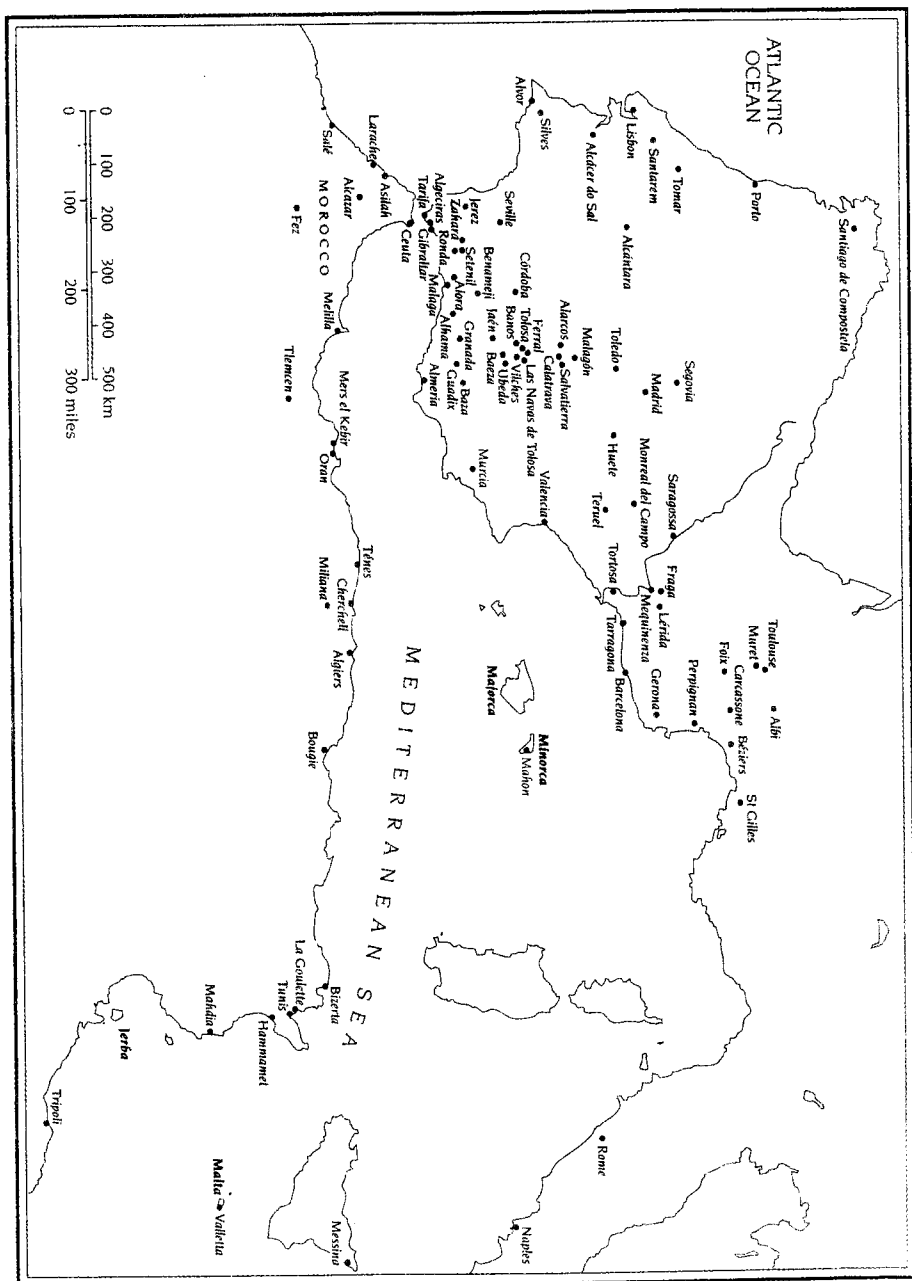 ATLANTIC
OCEAN
Santiago de Compostela
Porto
Tomar
Santarem
Lisbon
Alcácer do Sal
Silves
Alvor
Alcántara
Segovia
Madrid
Toledo
Malagón
Alarcos
Salvatierra
Calatrava
Las Navas de Tolosa
Ferral
Tolosa
Banos
Vilches
Ubeda
Baeza
Jaén
Córdoba
Benameji
Seville
Setenil
Jerez
Zahara
Ronda
Algeciras
Tarifa
Gibraltar
Malaga
Alora
Alhama
Granada
Guadix
Baza
Almeria
Murcia
Valencia
Huete
Teruel
Monreal del Campo
Saragossa
Fraga
Lérida
Mequinenza
Tortosa
Tarragona
Barcelona
Gerona
Perpignan
Foix
Muret
Toulouse
Carcassone
Albi
Béziers
St Gilles
Majorca
Minorca
Mahon
MEDITERRANEAN SEA
Rome
Naples
Messina
Malta
Valletta
Ceuta
Asilah
Larache
Alcazar
Salé
Fez
MOROCCO
Melilla
Tlemcen
Mers el Kebir
Oran
Ténes
Cherchell
Miliana
Algiers
Bougie
Bizerta
La Goulette
Tunis
Hammamet
Mahdia
Jerba
Tripoli
0 100 200 300 400 500 km
0 100 200 300 miles